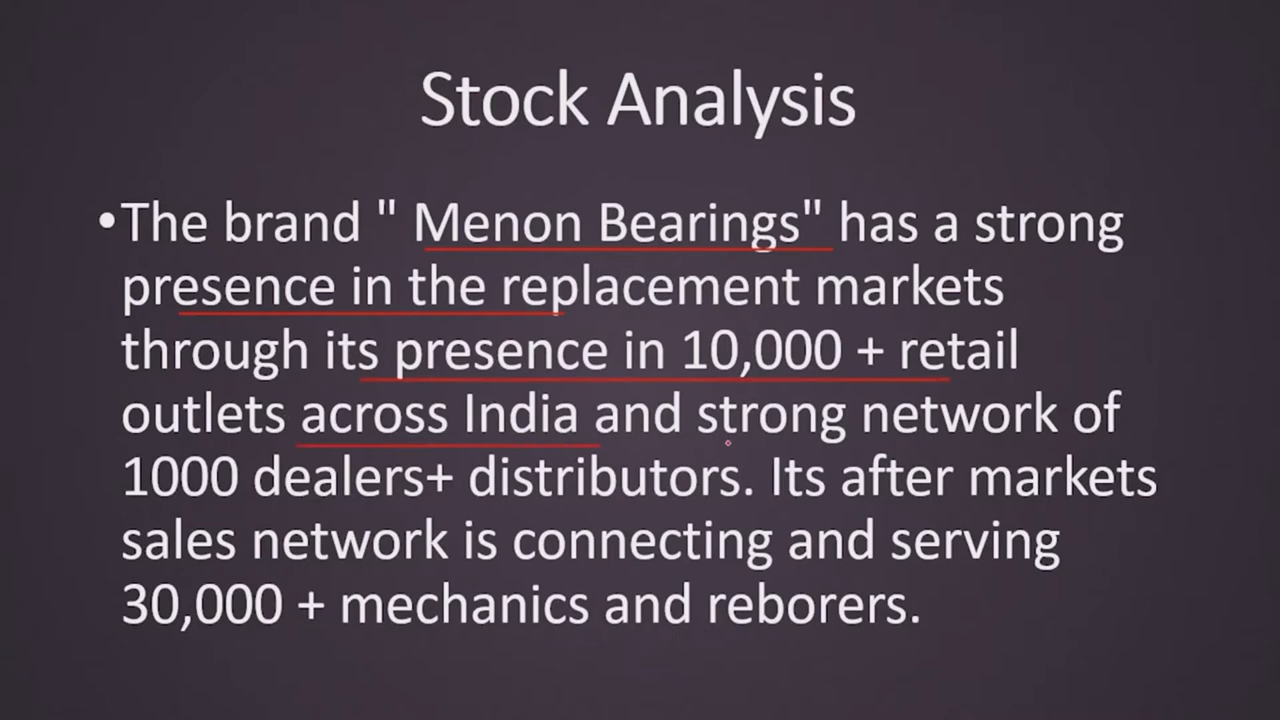 Stock Analysis
•The brand " Menon Bearings" has a strong
presence in the replacement markets
through its presence in 10,000 + retail
outlets across India and strong network of
1000 dealers+ distributors. Its after markets
sales network is connecting and serving
30,000 + mechanics and reborers.